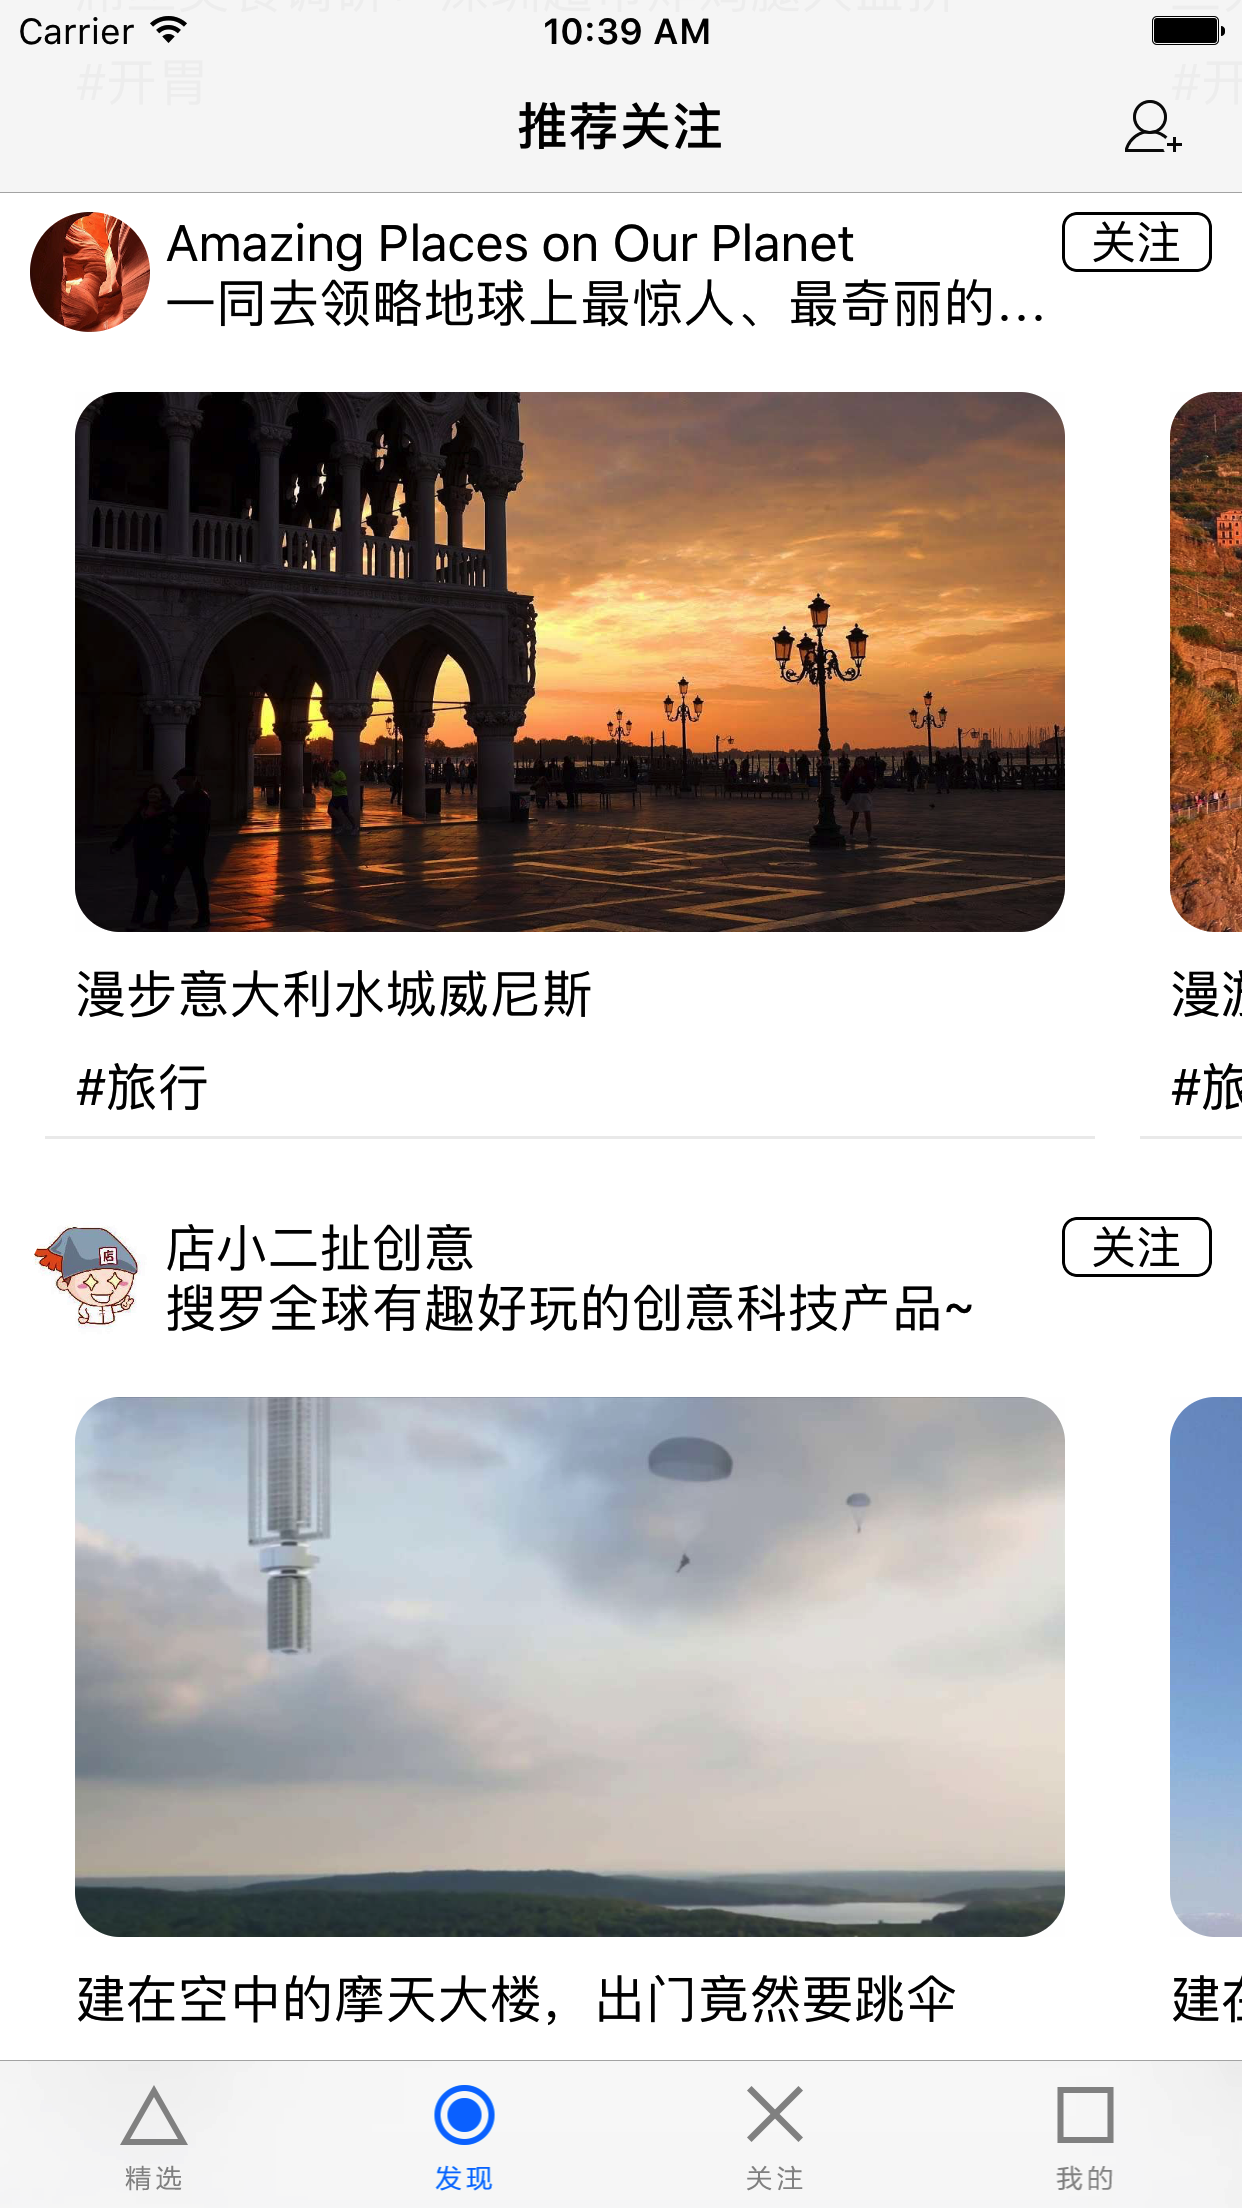 Carrier 10:39 AM
#开胃 #开
推荐关注
Amazing Places on Our Planet 关注
一同去领略地球上最惊人、最奇丽的...
漫步意大利水城威尼斯 漫游
#旅行 #旅
店小二扯创意 关注
搜罗全球有趣好玩的创意科技产品~
店
建在空中的摩天大楼，出门竟然要跳伞 建在
精选 发现 关注 我的